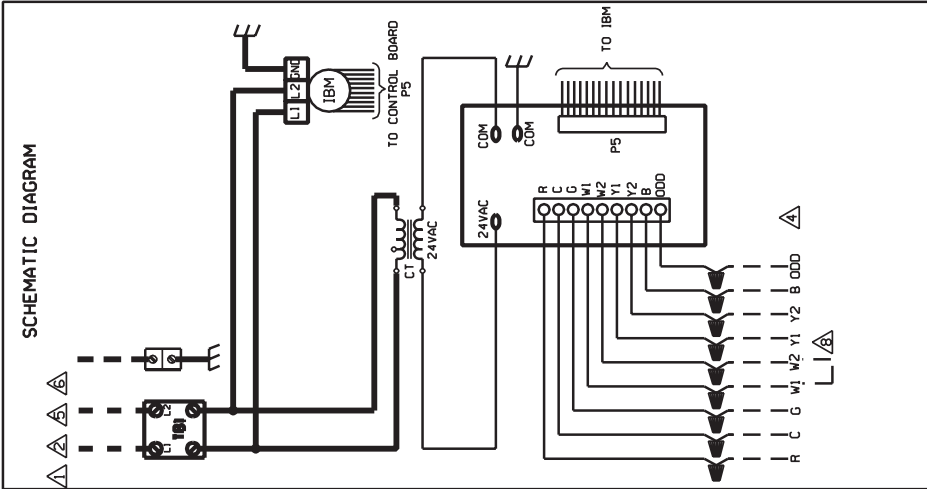 SCHEMATIC DIAGRAM
1
2
5
6
L1
L2
TB1
L1
L2
GND
IBM
TO CONTROL BOARD
P5
CT
24VAC
24VAC
COM
COM
P5
TO IBM
R
C
G
W1
W2
Y1
Y2
B
ODD
4
R
C
G
W1
W2
Y1
Y2
B
ODD
8